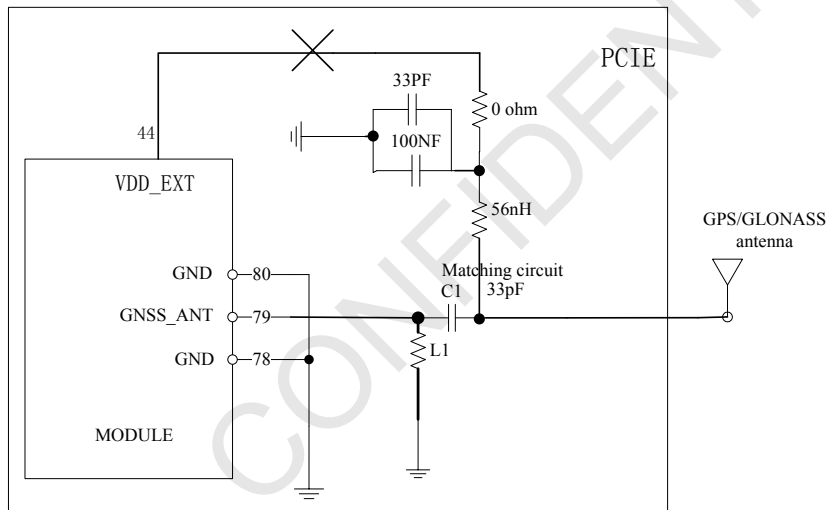 PCIE
33PF
0 ohm
44
100NF
VDD_EXT
56nH
GPS/GLONASS
antenna
GND
80
Matching circuit
33pF
C1
GNSS_ANT
79
L1
GND
78
MODULE
CONFIDENT